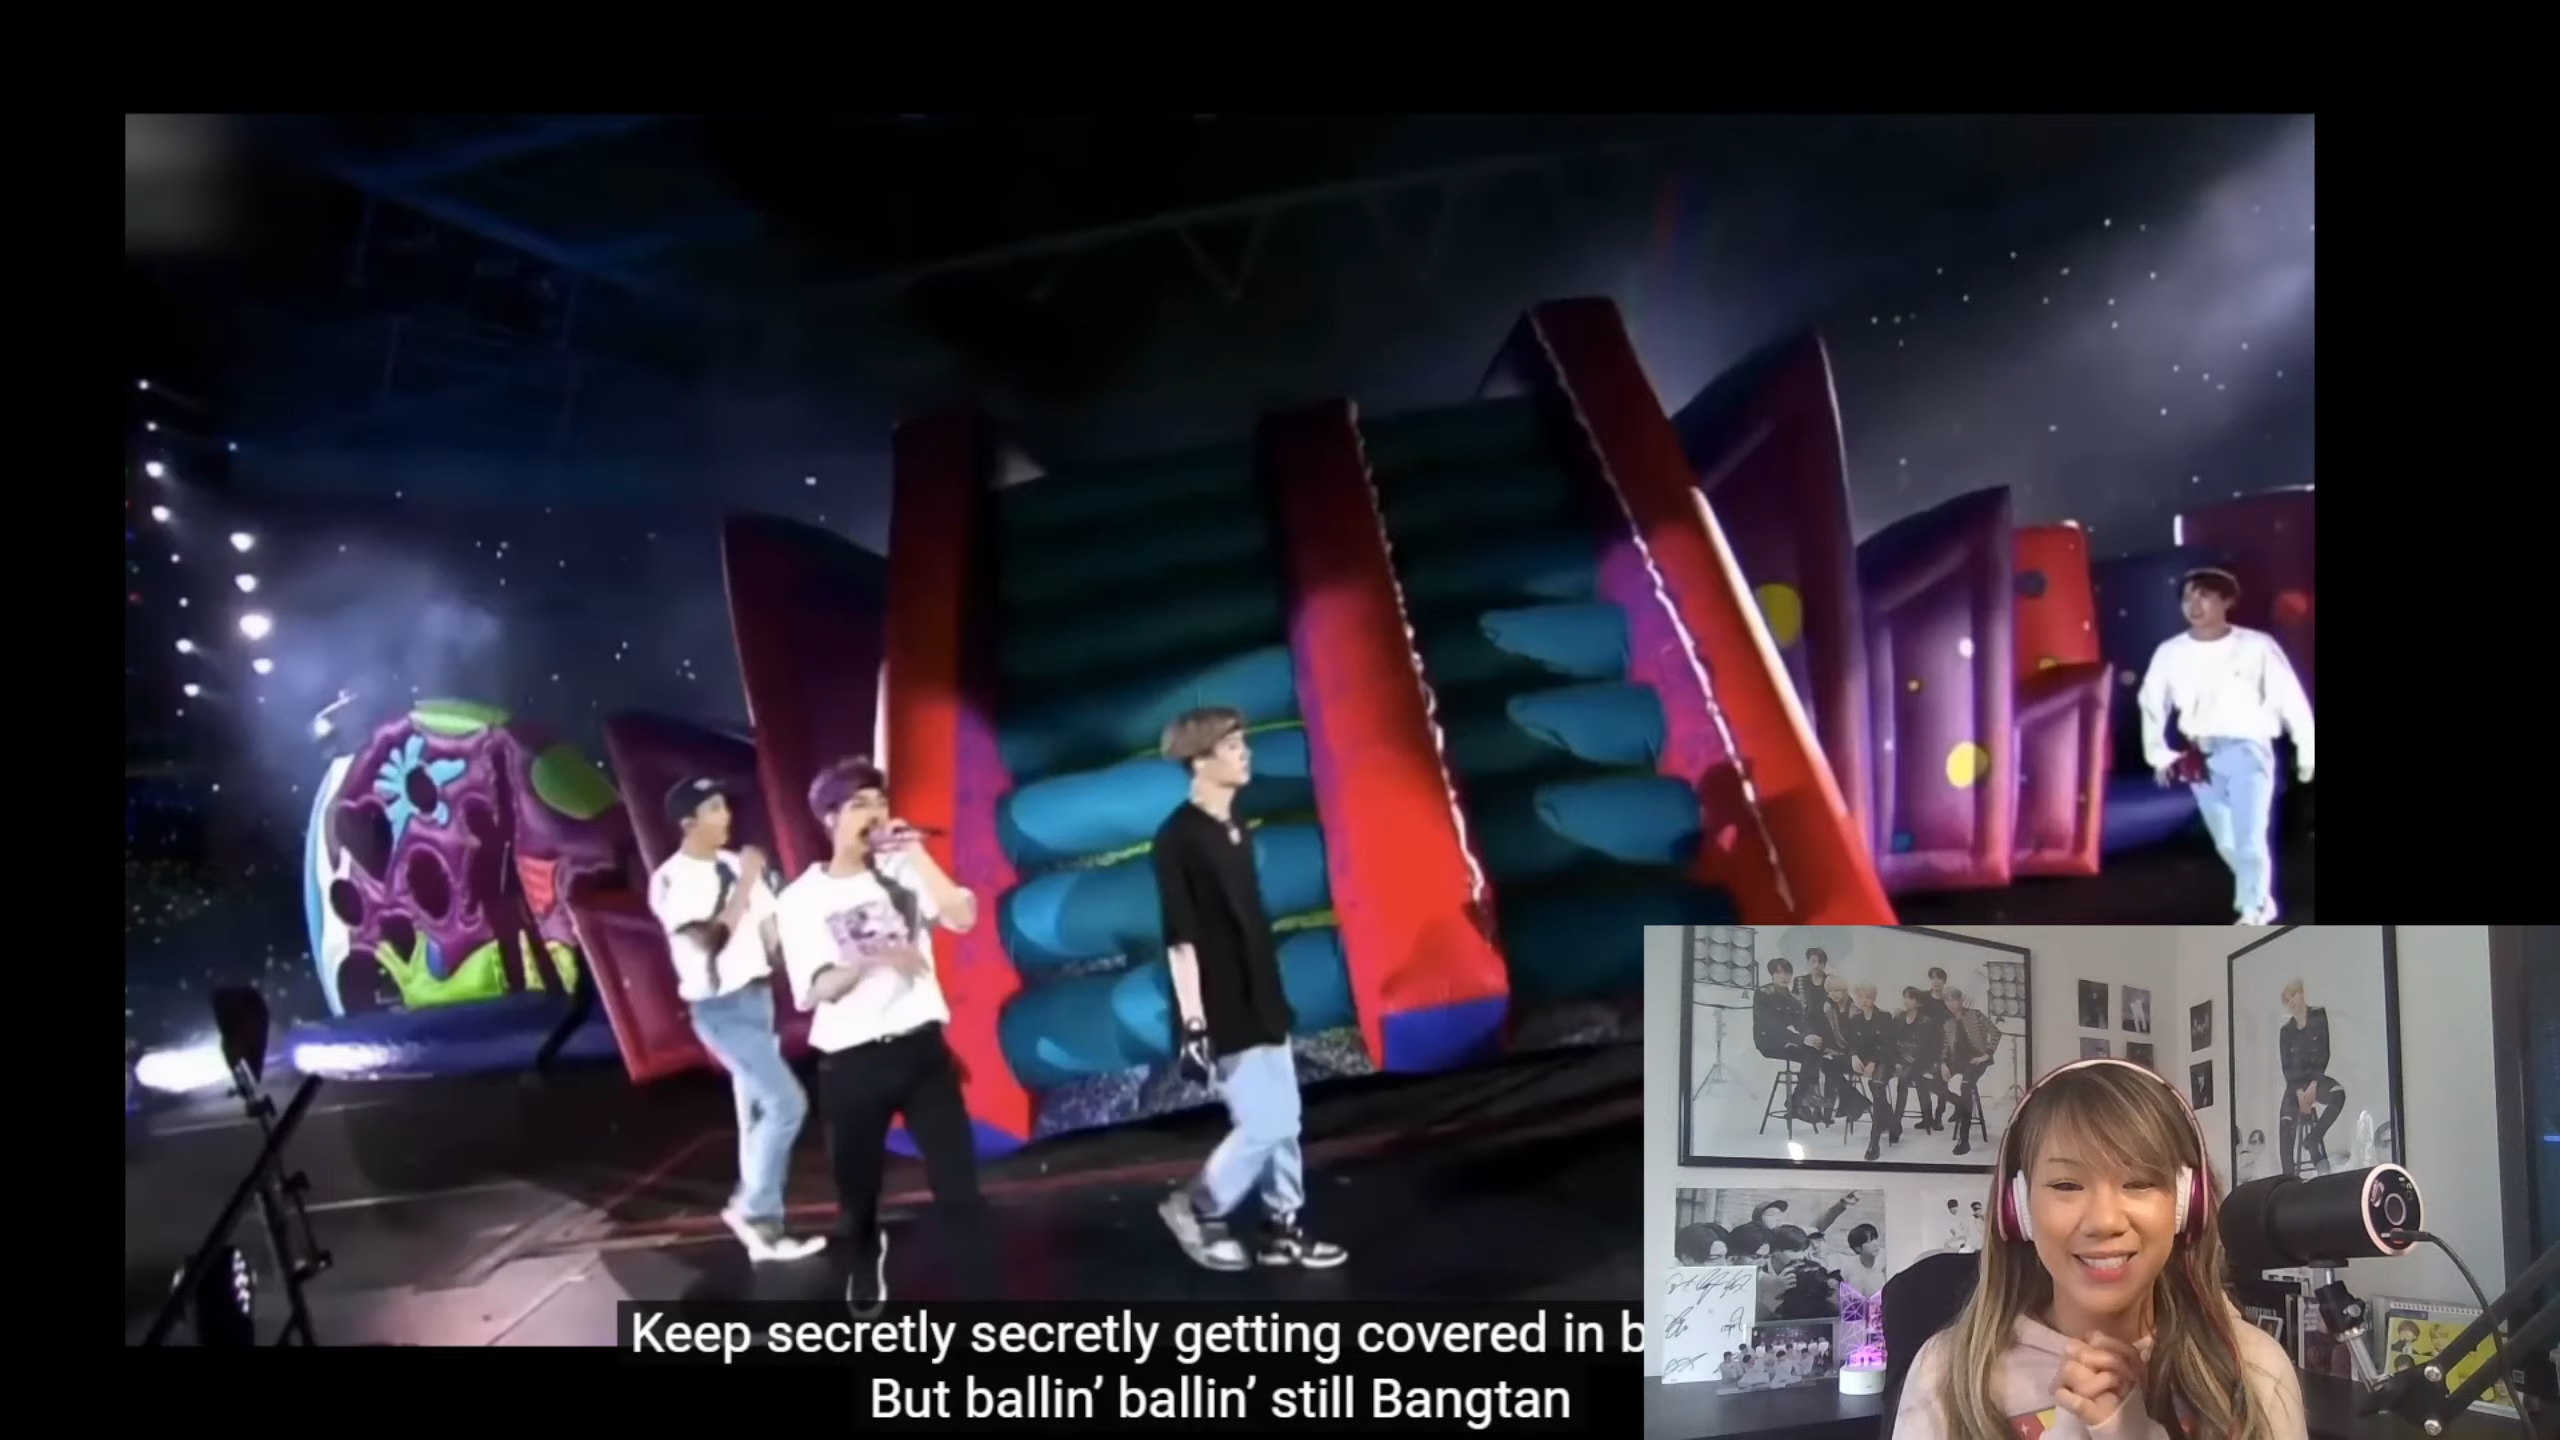 Keep secretly secretly getting covered in
But ballin' ballin' still Bangtan